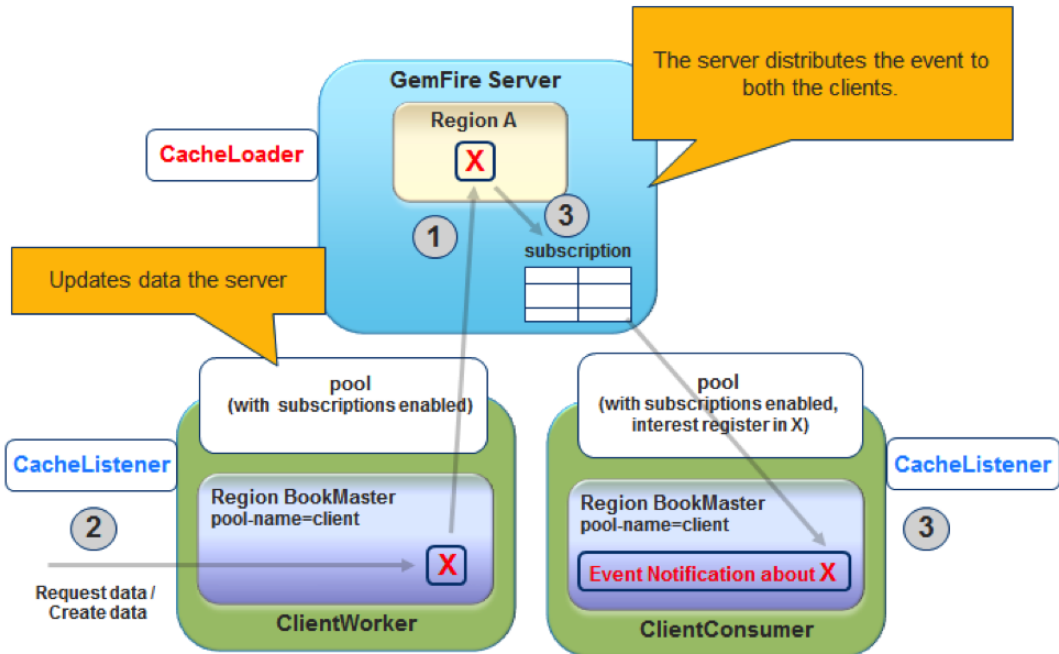 The server distributes the event to
both the clients.
GemFire Server
Region A
X
CacheLoader
1
3
subscription
Updates data the server
pool
(with subscriptions enabled)
pool
(with subscriptions enabled,
interest register in X)
CacheListener
CacheListener
2
Region BookMaster
pool-name=client
X
Request data /
Create data
ClientWorker
Region BookMaster
pool-name=client
Event Notification about X
3
ClientConsumer